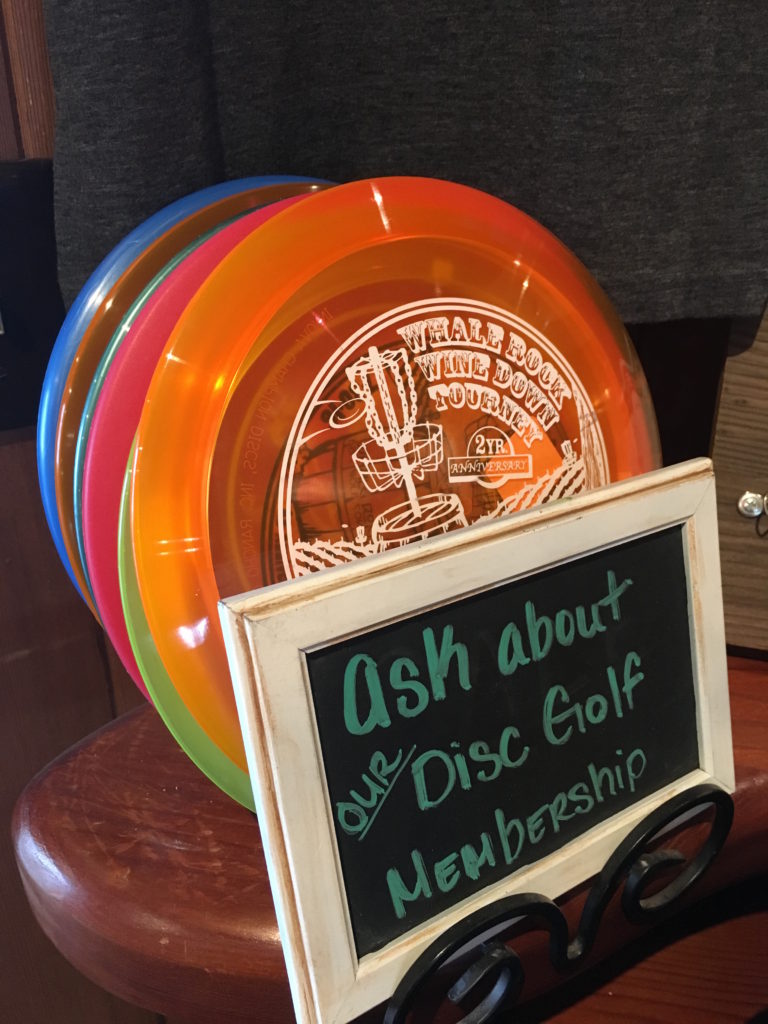 WHALE ROCK
WINE DOWN
TOURNEY
2YR.
ANNIVERSARY
Ask about
OUR Disc Golf
Membership